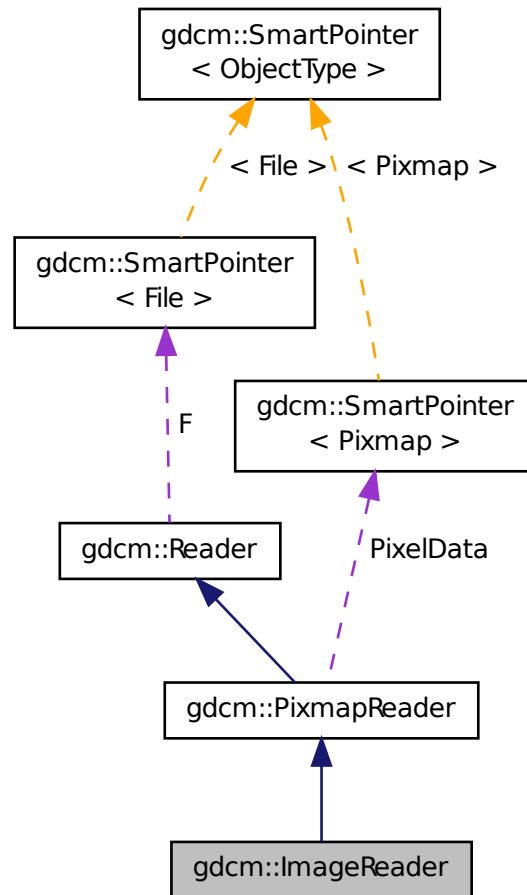 gdcm::SmartPointer
< ObjectType >
< File >
< Pixmap >
gdcm::SmartPointer
< File >
gdcm::SmartPointer
< Pixmap >
F
gdcm::Reader
PixelData
gdcm::PixmapReader
gdcm::ImageReader